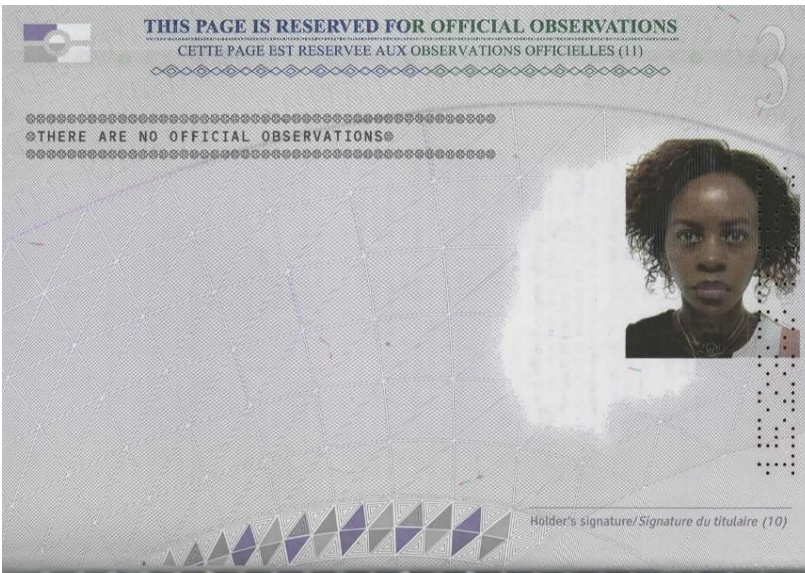 THIS PAGE IS RESERVED FOR OFFICIAL OBSERVATIONS
CETTE PAGE EST RESERVEE AUX OBSERVATIONS OFFICIELLES (11)
3
THERE ARE NO OFFICIAL OBSERVATIONS
Holder's signature/Signature du titulaire (10)